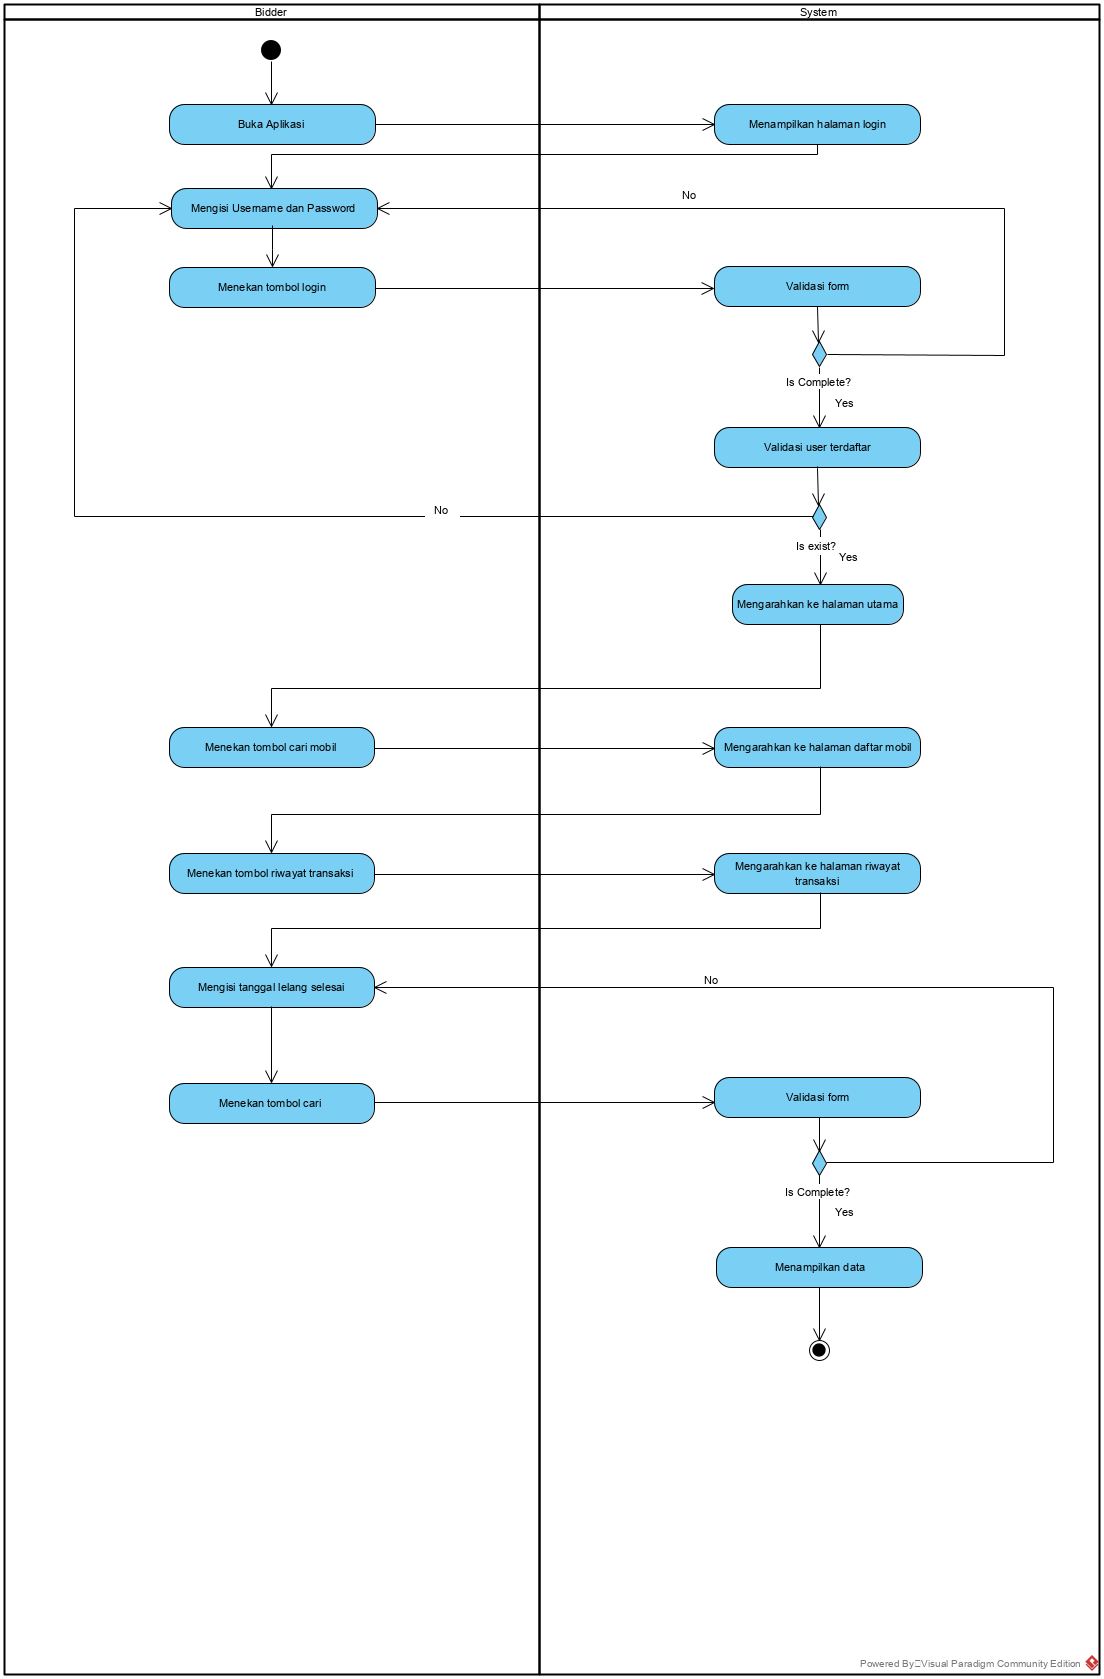 Bidder
System
Buka Aplikasi
Menampilkan halaman login
No
Mengisi Username dan Password
Menekan tombol login
Validasi form
Is Complete?
Yes
Validasi user terdaftar
No
Is exist?
Yes
Mengarahkan ke halaman utama
Menekan tombol cari mobil
Mengarahkan ke halaman daftar mobil
Menekan tombol riwayat transaksi
Mengarahkan ke halaman riwayat
transaksi
No
Mengisi tanggal lelang selesai
Menekan tombol cari
Validasi form
Is Complete?
Yes
Menampilkan data
Powered By Visual Paradigm Community Edition